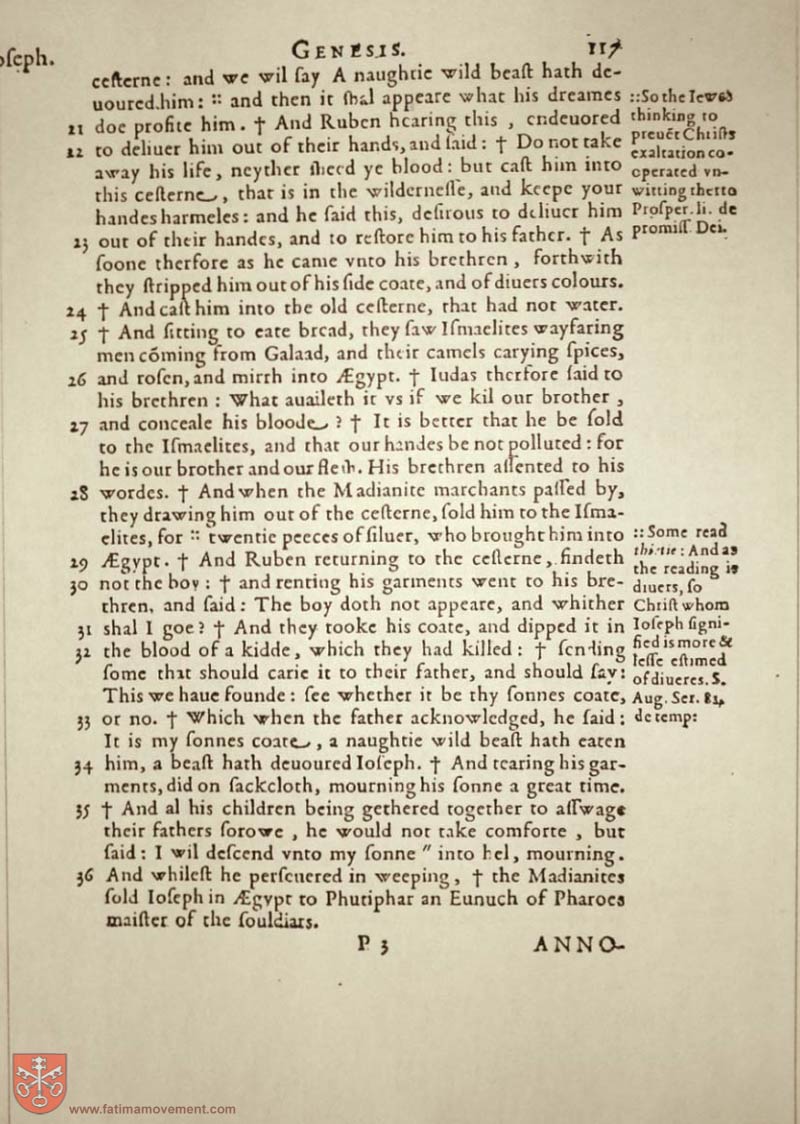 oſeph.
GENESIS. 117
ceſterne: and we wil ſay A naughtie wild beaſt hath de-
uoured him: :: and then it ſhal appeare what his dreames
21 doe profite him. † And Ruben hearing this, endeuored
22 to deliuer him out of their hands, and ſaid: † Do not take
away his life, neyther ſheed ye blood: but caſt him into
this ceſterne, that is in the wilderneſſe, and keepe your
handes harmeles: and he ſaid this, deſirous to deliuer him
23 out of their handes, and to reſtore him to his father. † As
ſoone therfore as he came vnto his brethren, forthwith
they ſtripped him out of his ſide coate, and of diuers colours.
24 † And caſt him into the old ceſterne, that had not water.
25 † And ſitting to eate bread, they ſaw Iſmaelites wayfaring
men cōming from Galaad, and their camels carying ſpices,
26 and roſen, and mirrh into Ægypt. † Iudas therfore ſaid to
his brethren: What auaileth it vs if we kil our brother,
27 and conceale his bloode? † It is better that he be ſold
to the Iſmaelites, and that our handes be not polluted: for
he is our brother and our fleſh. His brethren aſſented to his
28 wordes. † And when the Madianite marchants paſſed by,
they drawing him out of the ceſterne, ſold him to the Iſma-
elites, for :: twentie peeces of ſiluer, who brought him into
29 Ægypt. † And Ruben returning to the ceſterne, findeth
30 not the boy: † and renting his garments went to his bre-
thren, and ſaid: The boy doth not appeare, and whither
31 shal I goe? † And they tooke his coate, and dipped it in
32 the blood of a kidde, which they had killed: † ſending
ſome that should carie it to their father, and should ſay:
This we haue founde: ſee whether it be thy ſonnes coate,
33 or no. † Which when the father acknowledged, he ſaid:
It is my ſonnes coate, a naughtie wild beaſt hath eaten
34 him, a beaſt hath deuoured Ioſeph. † And tearing his gar-
ments, did on ſackcloth, mourning his ſonne a great time.
35 † And al his children being gethered together to aſſwage
their fathers ſorowe, he would not take comforte, but
ſaid: I wil deſcend vnto my ſonne " into hel, mourning.
36 And whileſt he perſeuered in weeping, † the Madianites
ſold Ioſeph in Ægypt to Phutiphar an Eunuch of Pharoes
maiſter of the ſouldiars.
P 3 ANNO-
:: So the Iewes
thinking to
preuēt Chriſts
exaltation co-
operated vn-
witting therto
Proſper. li. de
promiſſ. Dei.
:: Some read
thirtie: And as
the reading is
diuers, ſo
Chriſt whom
Ioſeph ſigni-
fied is more &
leſſe eſtimed
of diueres. S.
Aug. Ser. 81.
de temp:
www.fatimamovement.com